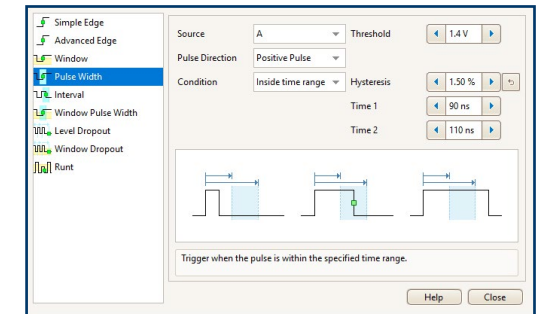 Simple Edge
Advanced Edge
Window
Pulse Width
Interval
Window Pulse Width
Level Dropout
Window Dropout
Runt
Source A Threshold 1.4 V
Pulse Direction Positive Pulse
Condition Inside time range Hysteresis 1.50 %
Time 1 90 ns
Time 2 110 ns
Trigger when the pulse is within the specified time range.
Help Close